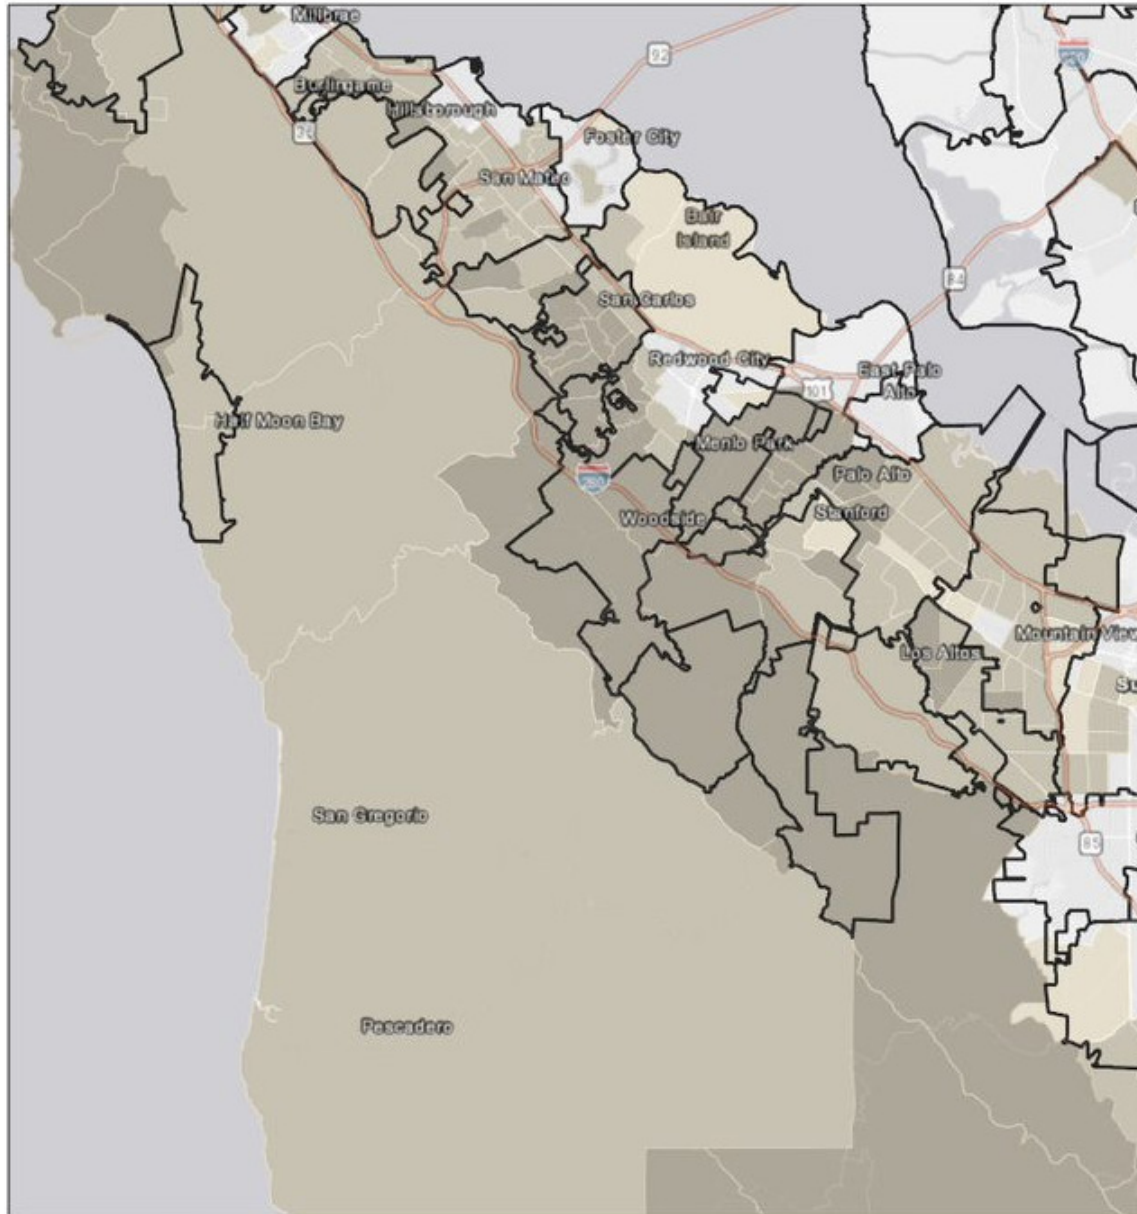 Millbrae
92
Burlingame
Hillsborough
Foster City
San Mateo
Bair
Island
84
San Carlos
Redwood City
East Palo
Alto
101
Half Moon Bay
Menlo Park
Palo Alto
280
Woodside
Stanford
Mountain View
Los Altos
Su
San Gregorio
85
Pescadero